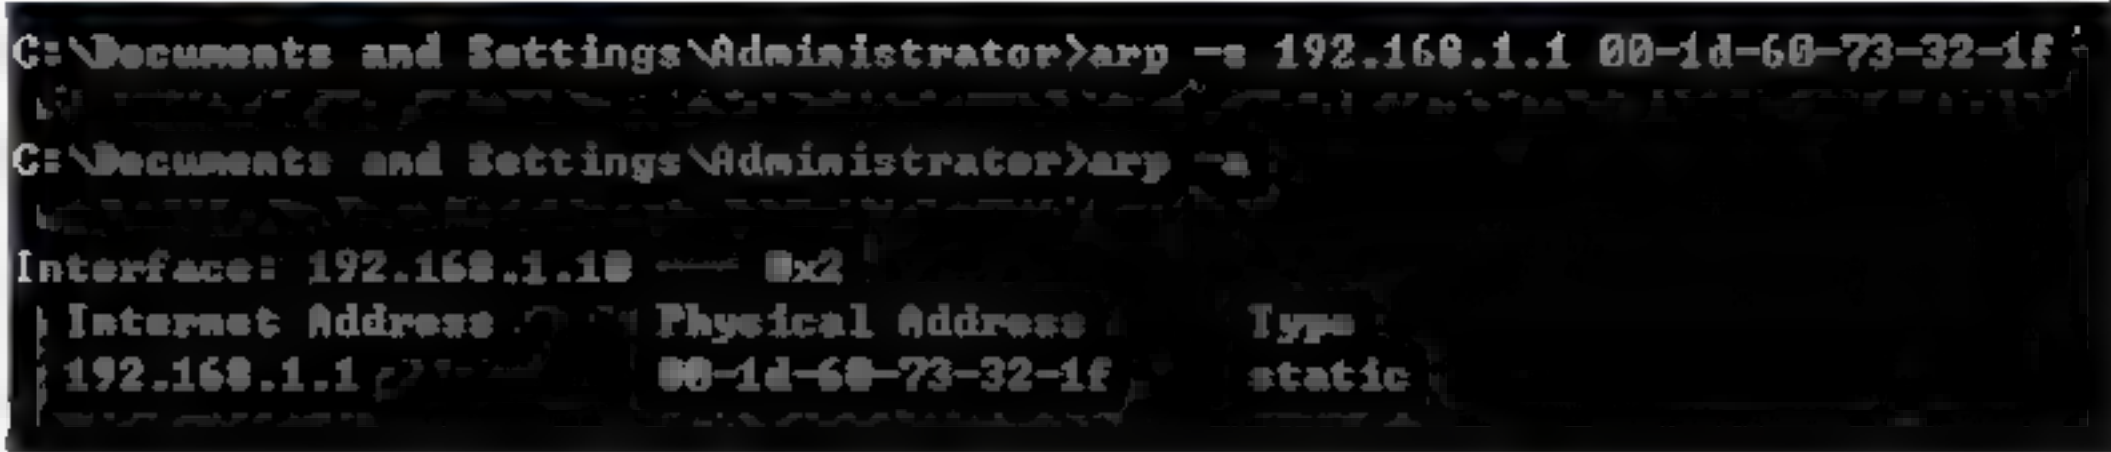 C:\Documents and Settings\Administrator>arp -s 192.168.1.1 00-1d-60-73-32-1f
C:\Documents and Settings\Administrator>arp -a
Interface: 192.168.1.10 --- 0x2
Internet Address Physical Address Type
192.168.1.1 00-1d-60-73-32-1f static